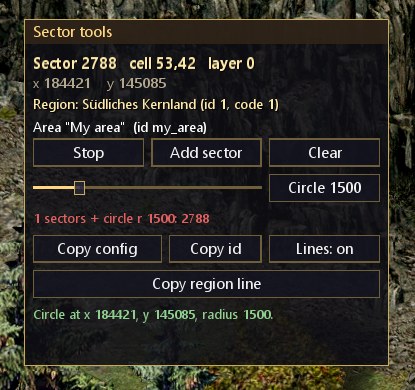 Sector tools
Sector 2788 cell 53,42 layer 0
x 184421 y 145085
Region: Südliches Kernland (id 1, code 1)
Area "My area" (id my_area)
Stop Add sector Clear
Circle 1500
1 sectors + circle r 1500: 2788
Copy config Copy id Lines: on
Copy region line
Circle at x 184421, y 145085, radius 1500.